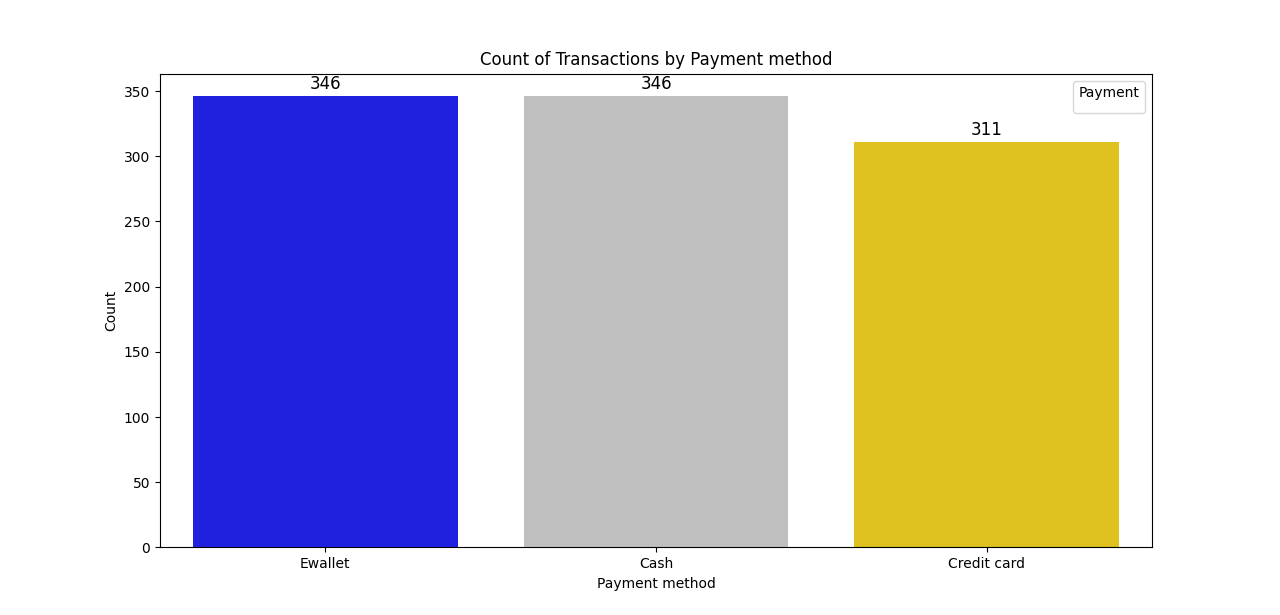 Count of Transactions by Payment method
346
346
311
Payment
350
300
250
200
150
100
50
0
Count
Ewallet
Cash
Credit card
Payment method